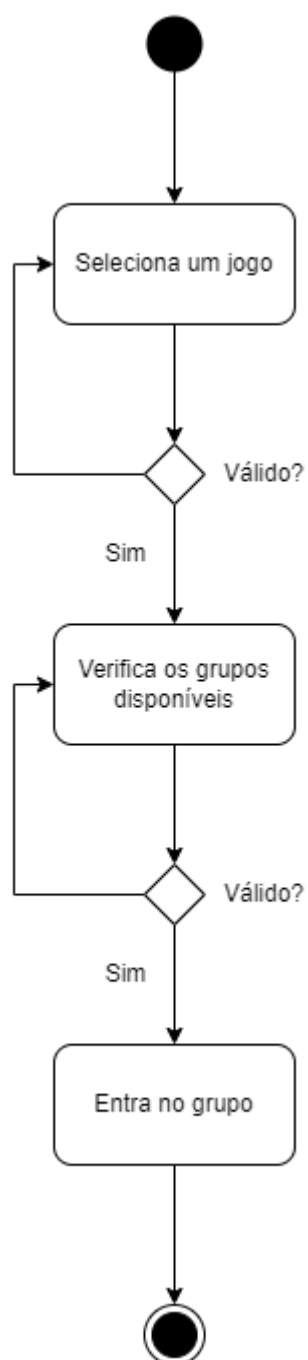 Seleciona um jogo
Válido?
Sim
Verifica os grupos
disponíveis
Válido?
Sim
Entra no grupo